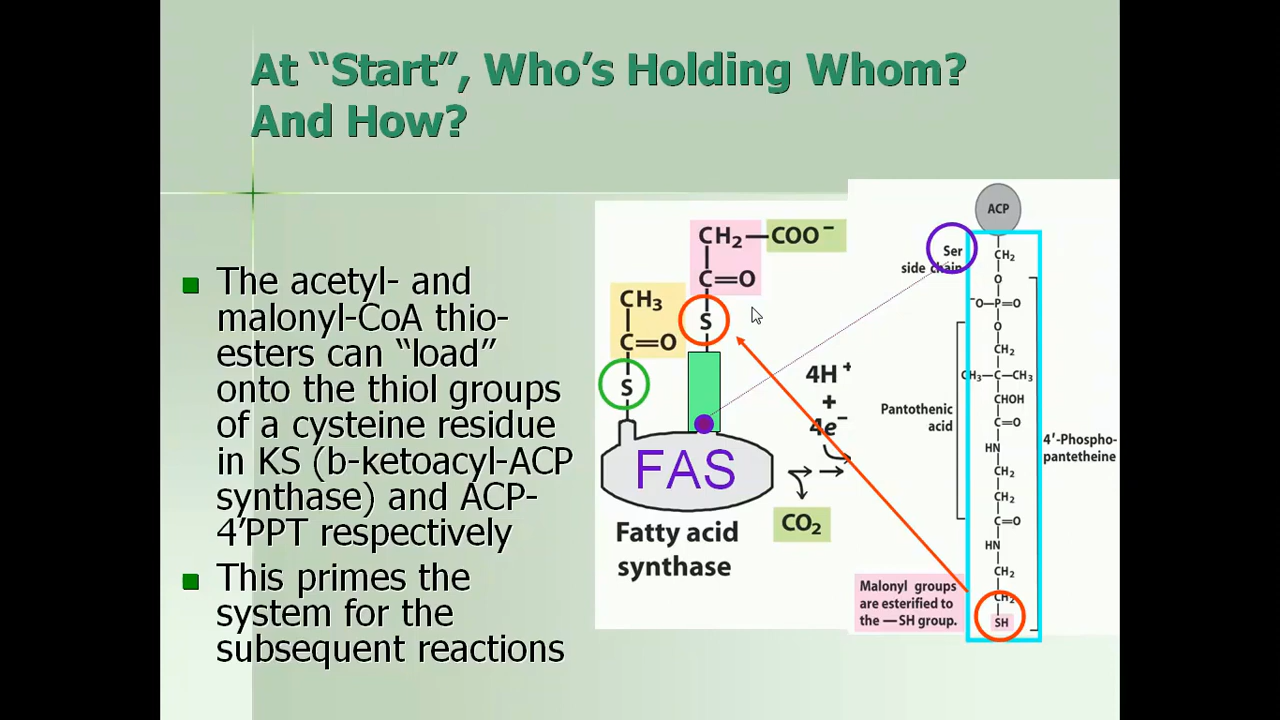 At “Start”, Who’s Holding Whom?
And How?
The acetyl- and
malonyl-CoA thio-
esters can “load”
onto the thiol groups
of a cysteine residue
in KS (b-ketoacyl-ACP
synthase) and ACP-
4’PPT respectively
This primes the
system for the
subsequent reactions
CH₂—COO⁻
C=O
S
CH₃
C=O
S
FAS
Fatty acid
synthase
4H⁺
+
4e⁻
CO₂
ACP
Ser
side chain
CH₂
O
⁻O—P=O
O
CH₂
CH₃—C—CH₃
CHOH
C=O
HN
CH₂
CH₂
C=O
HN
CH₂
CH₂
SH
Pantothenic
acid
4′-Phospho-
pantetheine
Malonyl groups
are esterified to
the —SH group.